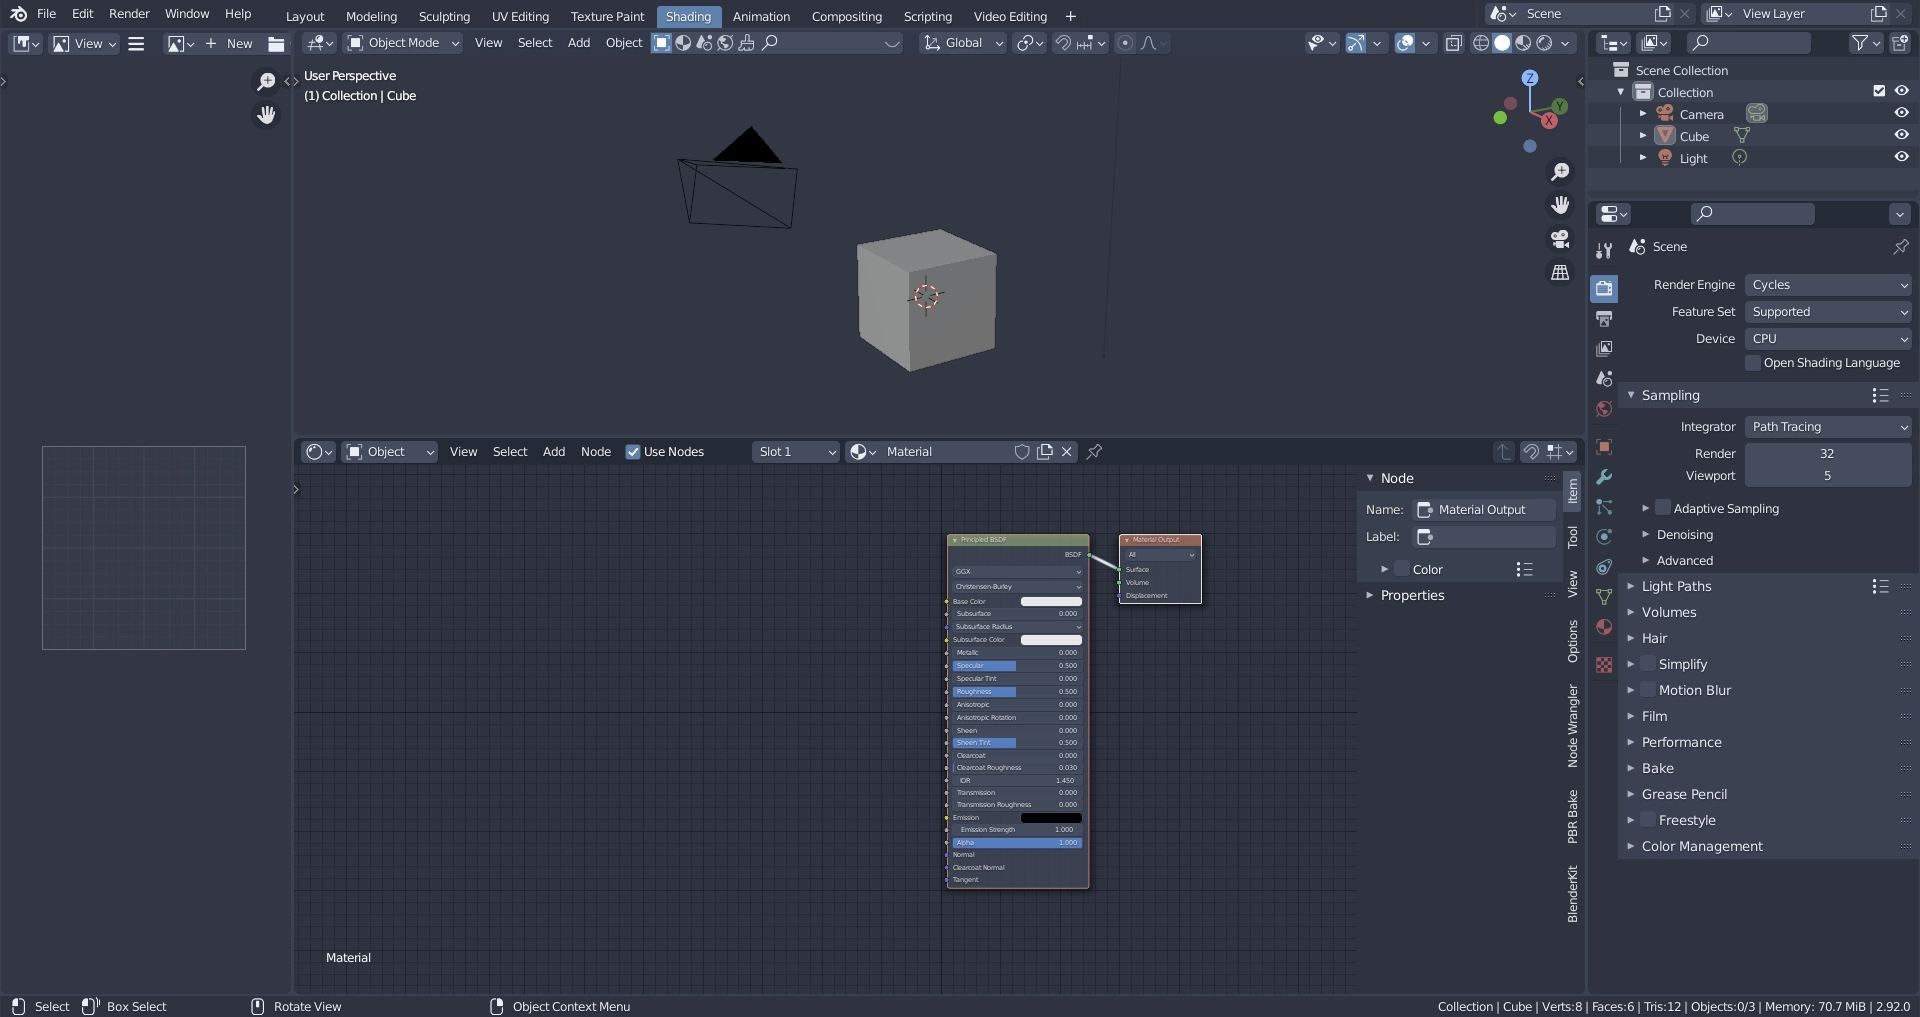 File Edit Render Window Help
Layout Modeling Sculpting UV Editing Texture Paint Shading Animation Compositing Scripting Video Editing +
Scene
View Layer
View
+ New
Object Mode View Select Add Object
Global
User Perspective
(1) Collection | Cube
Z
Y
X
Scene Collection
Collection
Camera
Cube
Light
Scene
Render Engine Cycles
Feature Set Supported
Device CPU
Open Shading Language
Sampling
Integrator Path Tracing
Render 32
Viewport 5
Adaptive Sampling
Denoising
Advanced
Light Paths
Volumes
Hair
Simplify
Motion Blur
Film
Performance
Bake
Grease Pencil
Freestyle
Color Management
Object View Select Add Node Use Nodes Slot 1 Material
Node
Name: Material Output
Label:
Color
Properties
Item
Tool
View
Options
Node Wrangler
PBR Bake
BlenderKit
Principled BSDF
BSDF
GGX
Christensen-Burley
Base Color
Subsurface 0.000
Subsurface Radius
Subsurface Color
Metallic 0.000
Specular 0.500
Specular Tint 0.000
Roughness 0.500
Anisotropic 0.000
Anisotropic Rotation 0.000
Sheen 0.000
Sheen Tint 0.500
Clearcoat 0.000
Clearcoat Roughness 0.030
IOR 1.450
Transmission 0.000
Transmission Roughness 0.000
Emission
Emission Strength 1.000
Alpha 1.000
Normal
Clearcoat Normal
Tangent
Material Output
All
Surface
Volume
Displacement
Material
Select Box Select Rotate View Object Context Menu
Collection | Cube | Verts:8 | Faces:6 | Tris:12 | Objects:0/3 | Memory: 70.7 MiB | 2.92.0